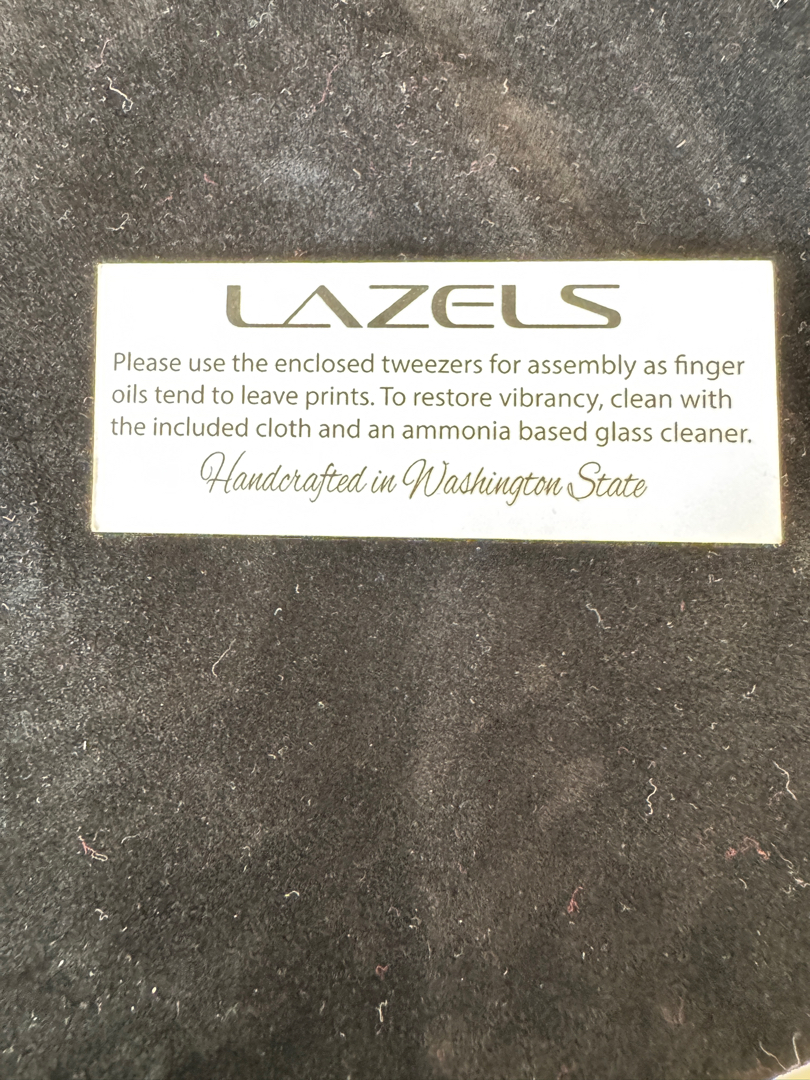 LAZELS
Please use the enclosed tweezers for assembly as finger
oils tend to leave prints. To restore vibrancy, clean with
the included cloth and an ammonia based glass cleaner.
Handcrafted in Washington State